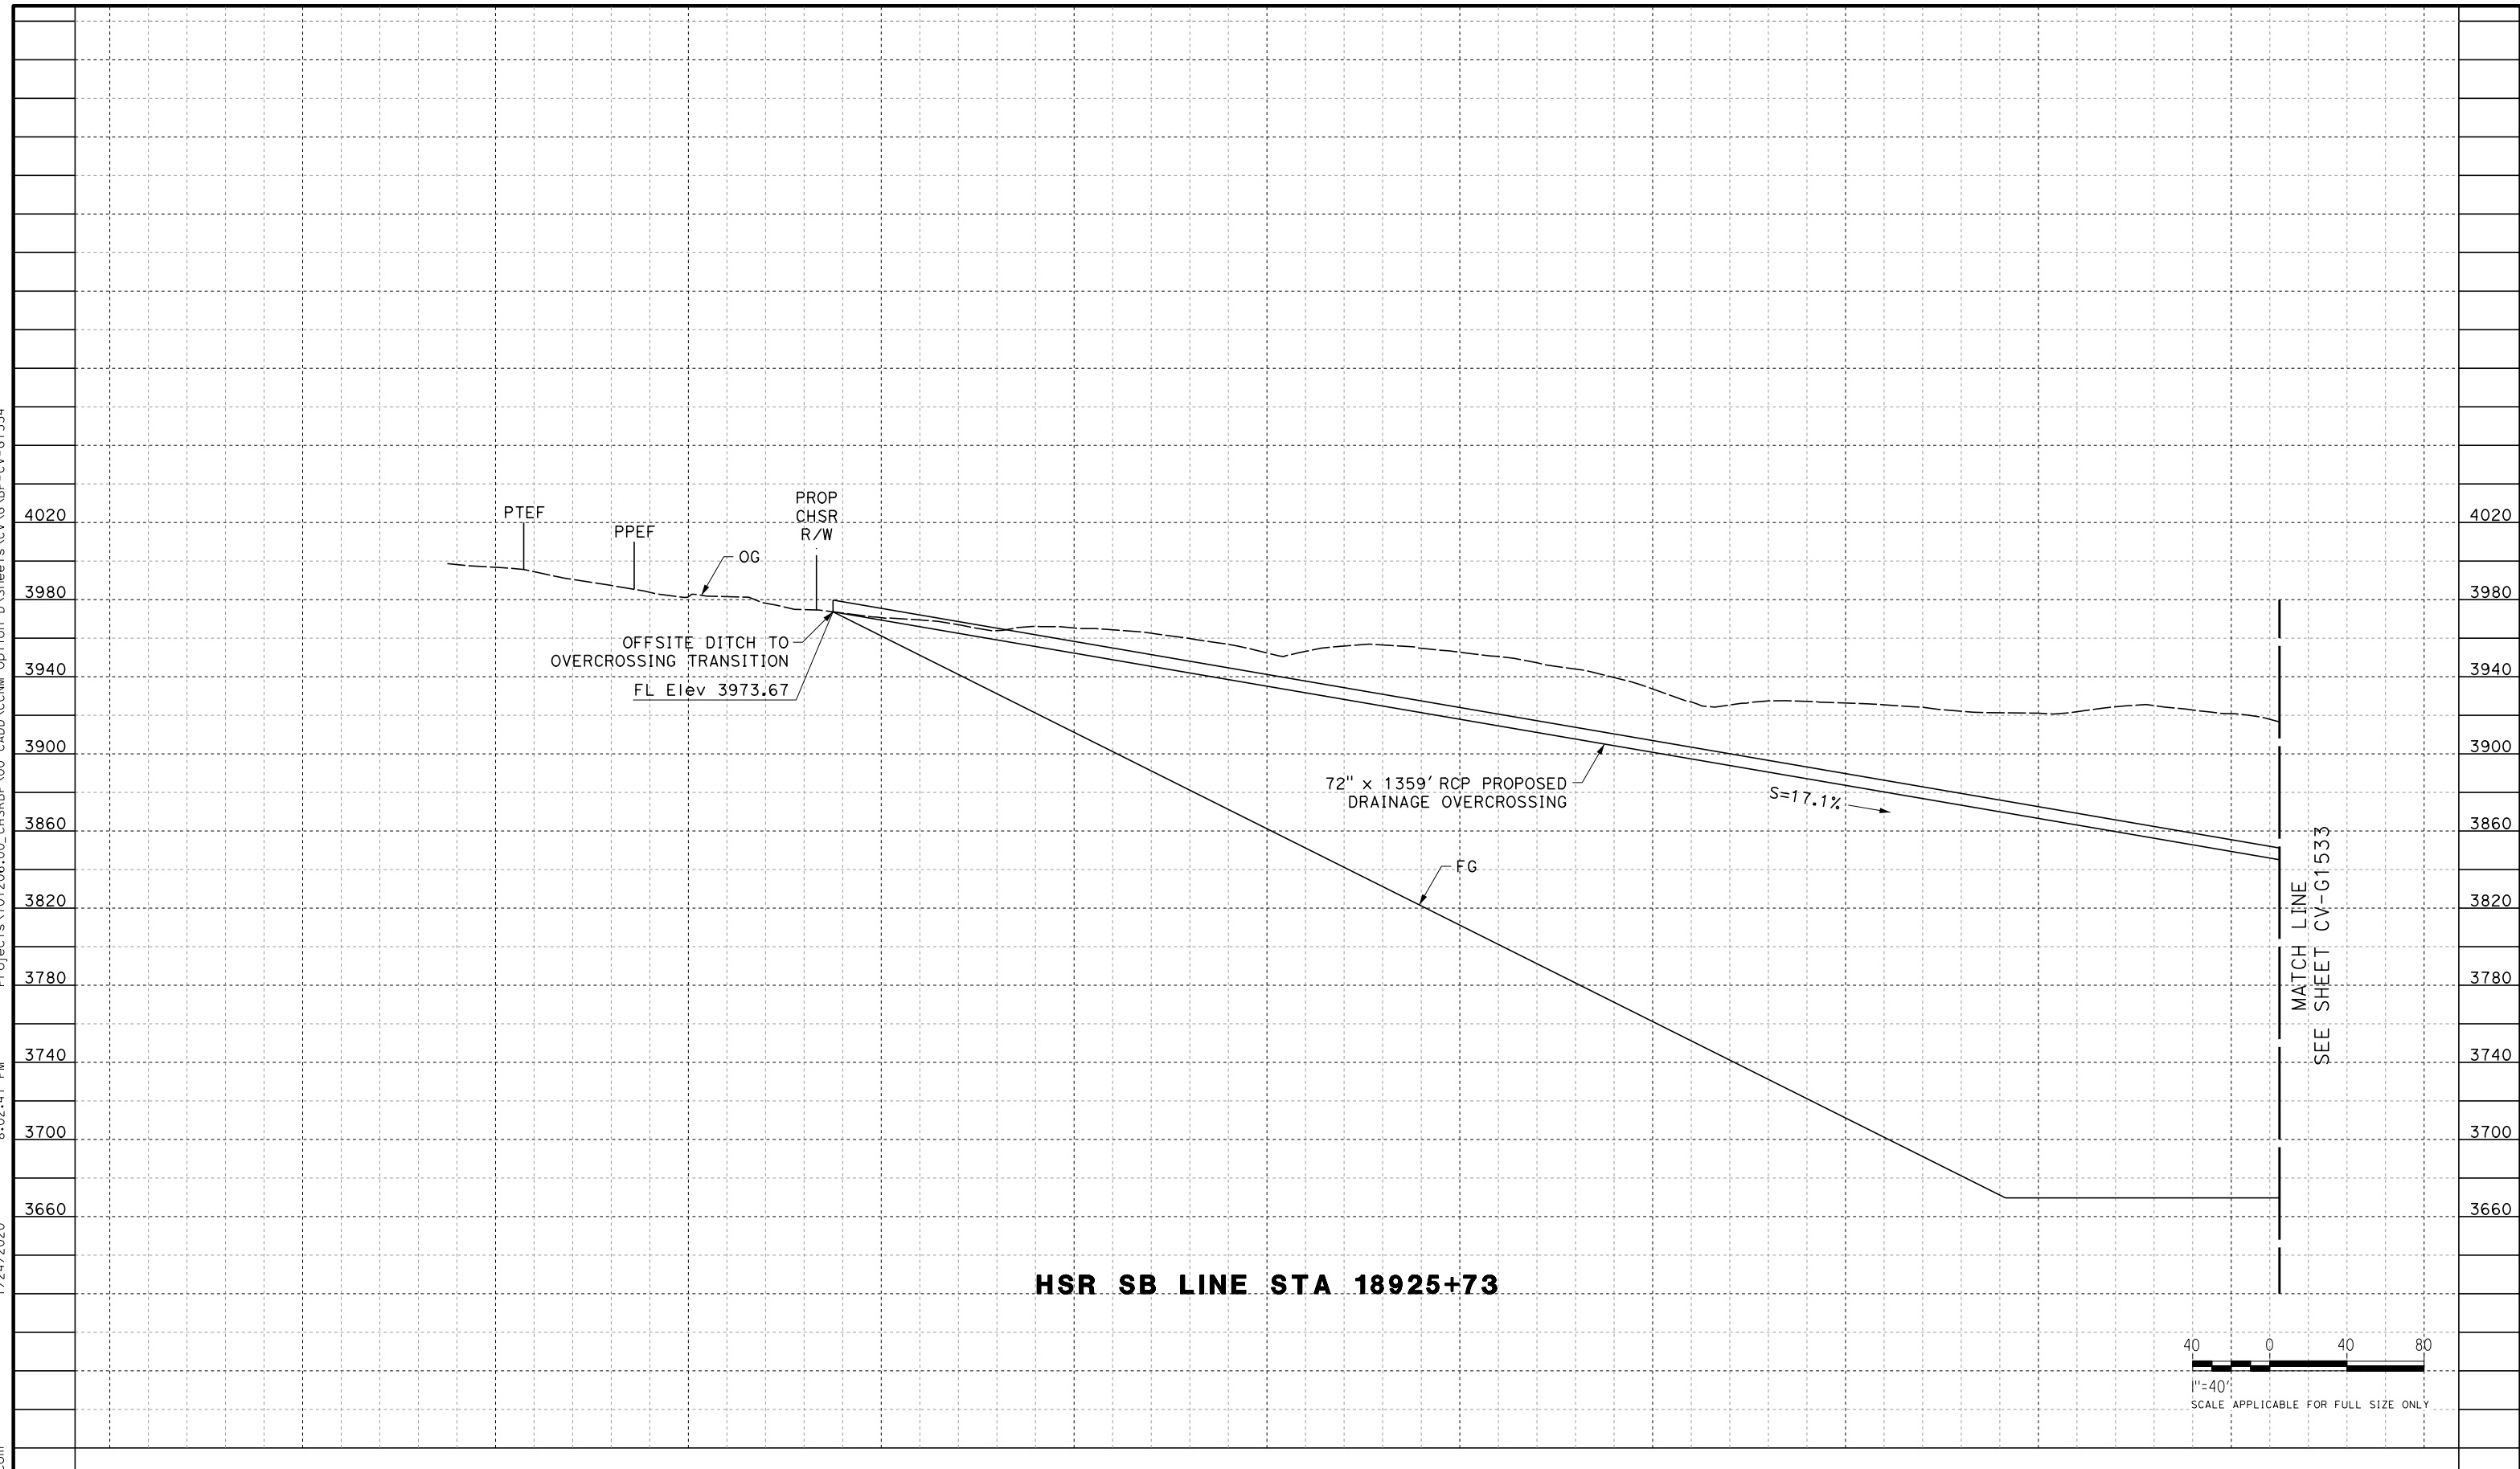 PTEF
PPEF
PROP
CHSR
R/W
OG
OFFSITE DITCH TO
OVERCROSSING TRANSITION
FL Elev 3973.67
72" x 1359' RCP PROPOSED
DRAINAGE OVERCROSSING
S=17.1%
FG
MATCH LINE
SEE SHEET CV-G1533
4020
3980
3940
3900
3860
3820
3780
3740
3700
3660
4020
3980
3940
3900
3860
3820
3780
3740
3700
3660
HSR SB LINE STA 18925+73
40 0 40 80
1"=40'
SCALE APPLICABLE FOR FULL SIZE ONLY